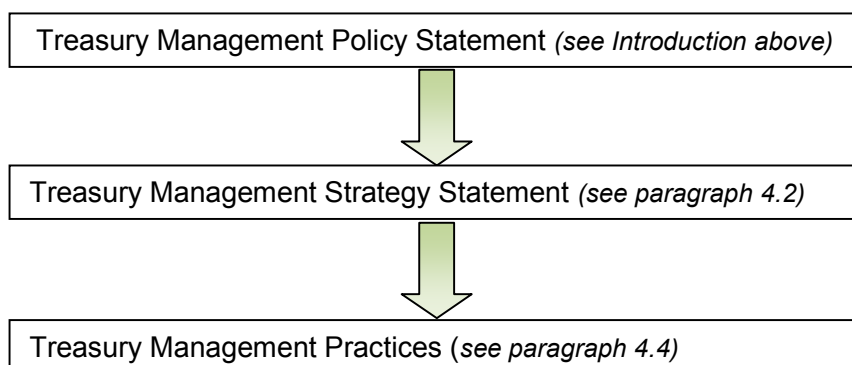 Treasury Management Policy Statement (see Introduction above)
Treasury Management Strategy Statement (see paragraph 4.2)
Treasury Management Practices (see paragraph 4.4)